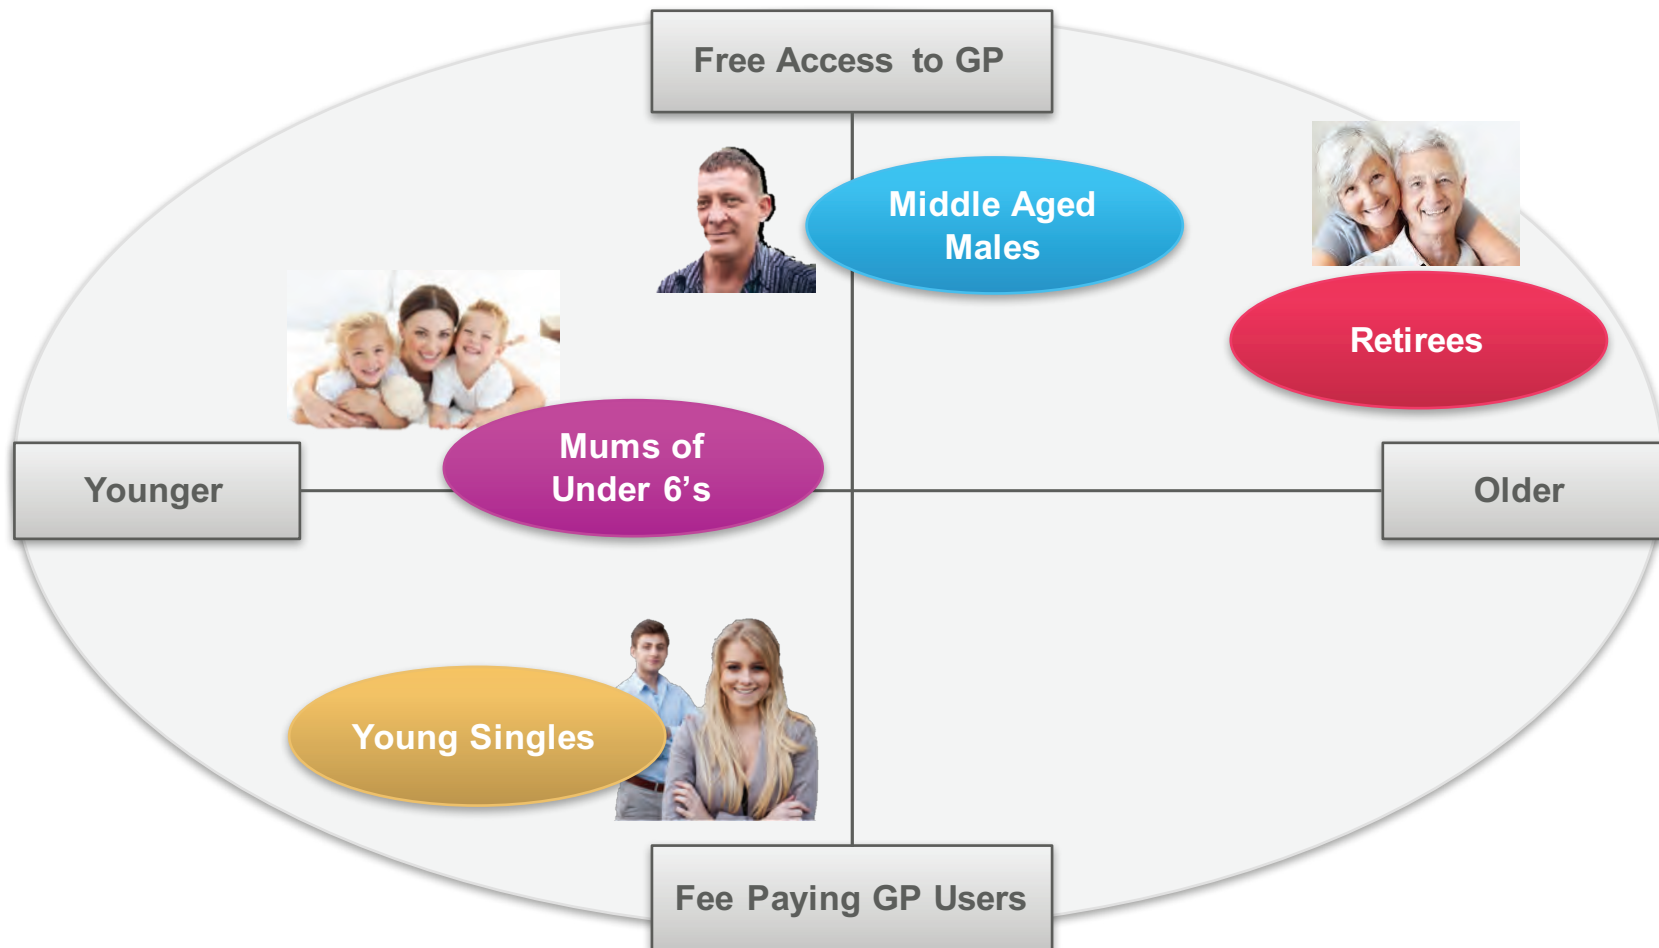 Free Access to GP
Middle Aged
Males
Retirees
Mums of
Under 6’s
Younger
Older
Young Singles
Fee Paying GP Users